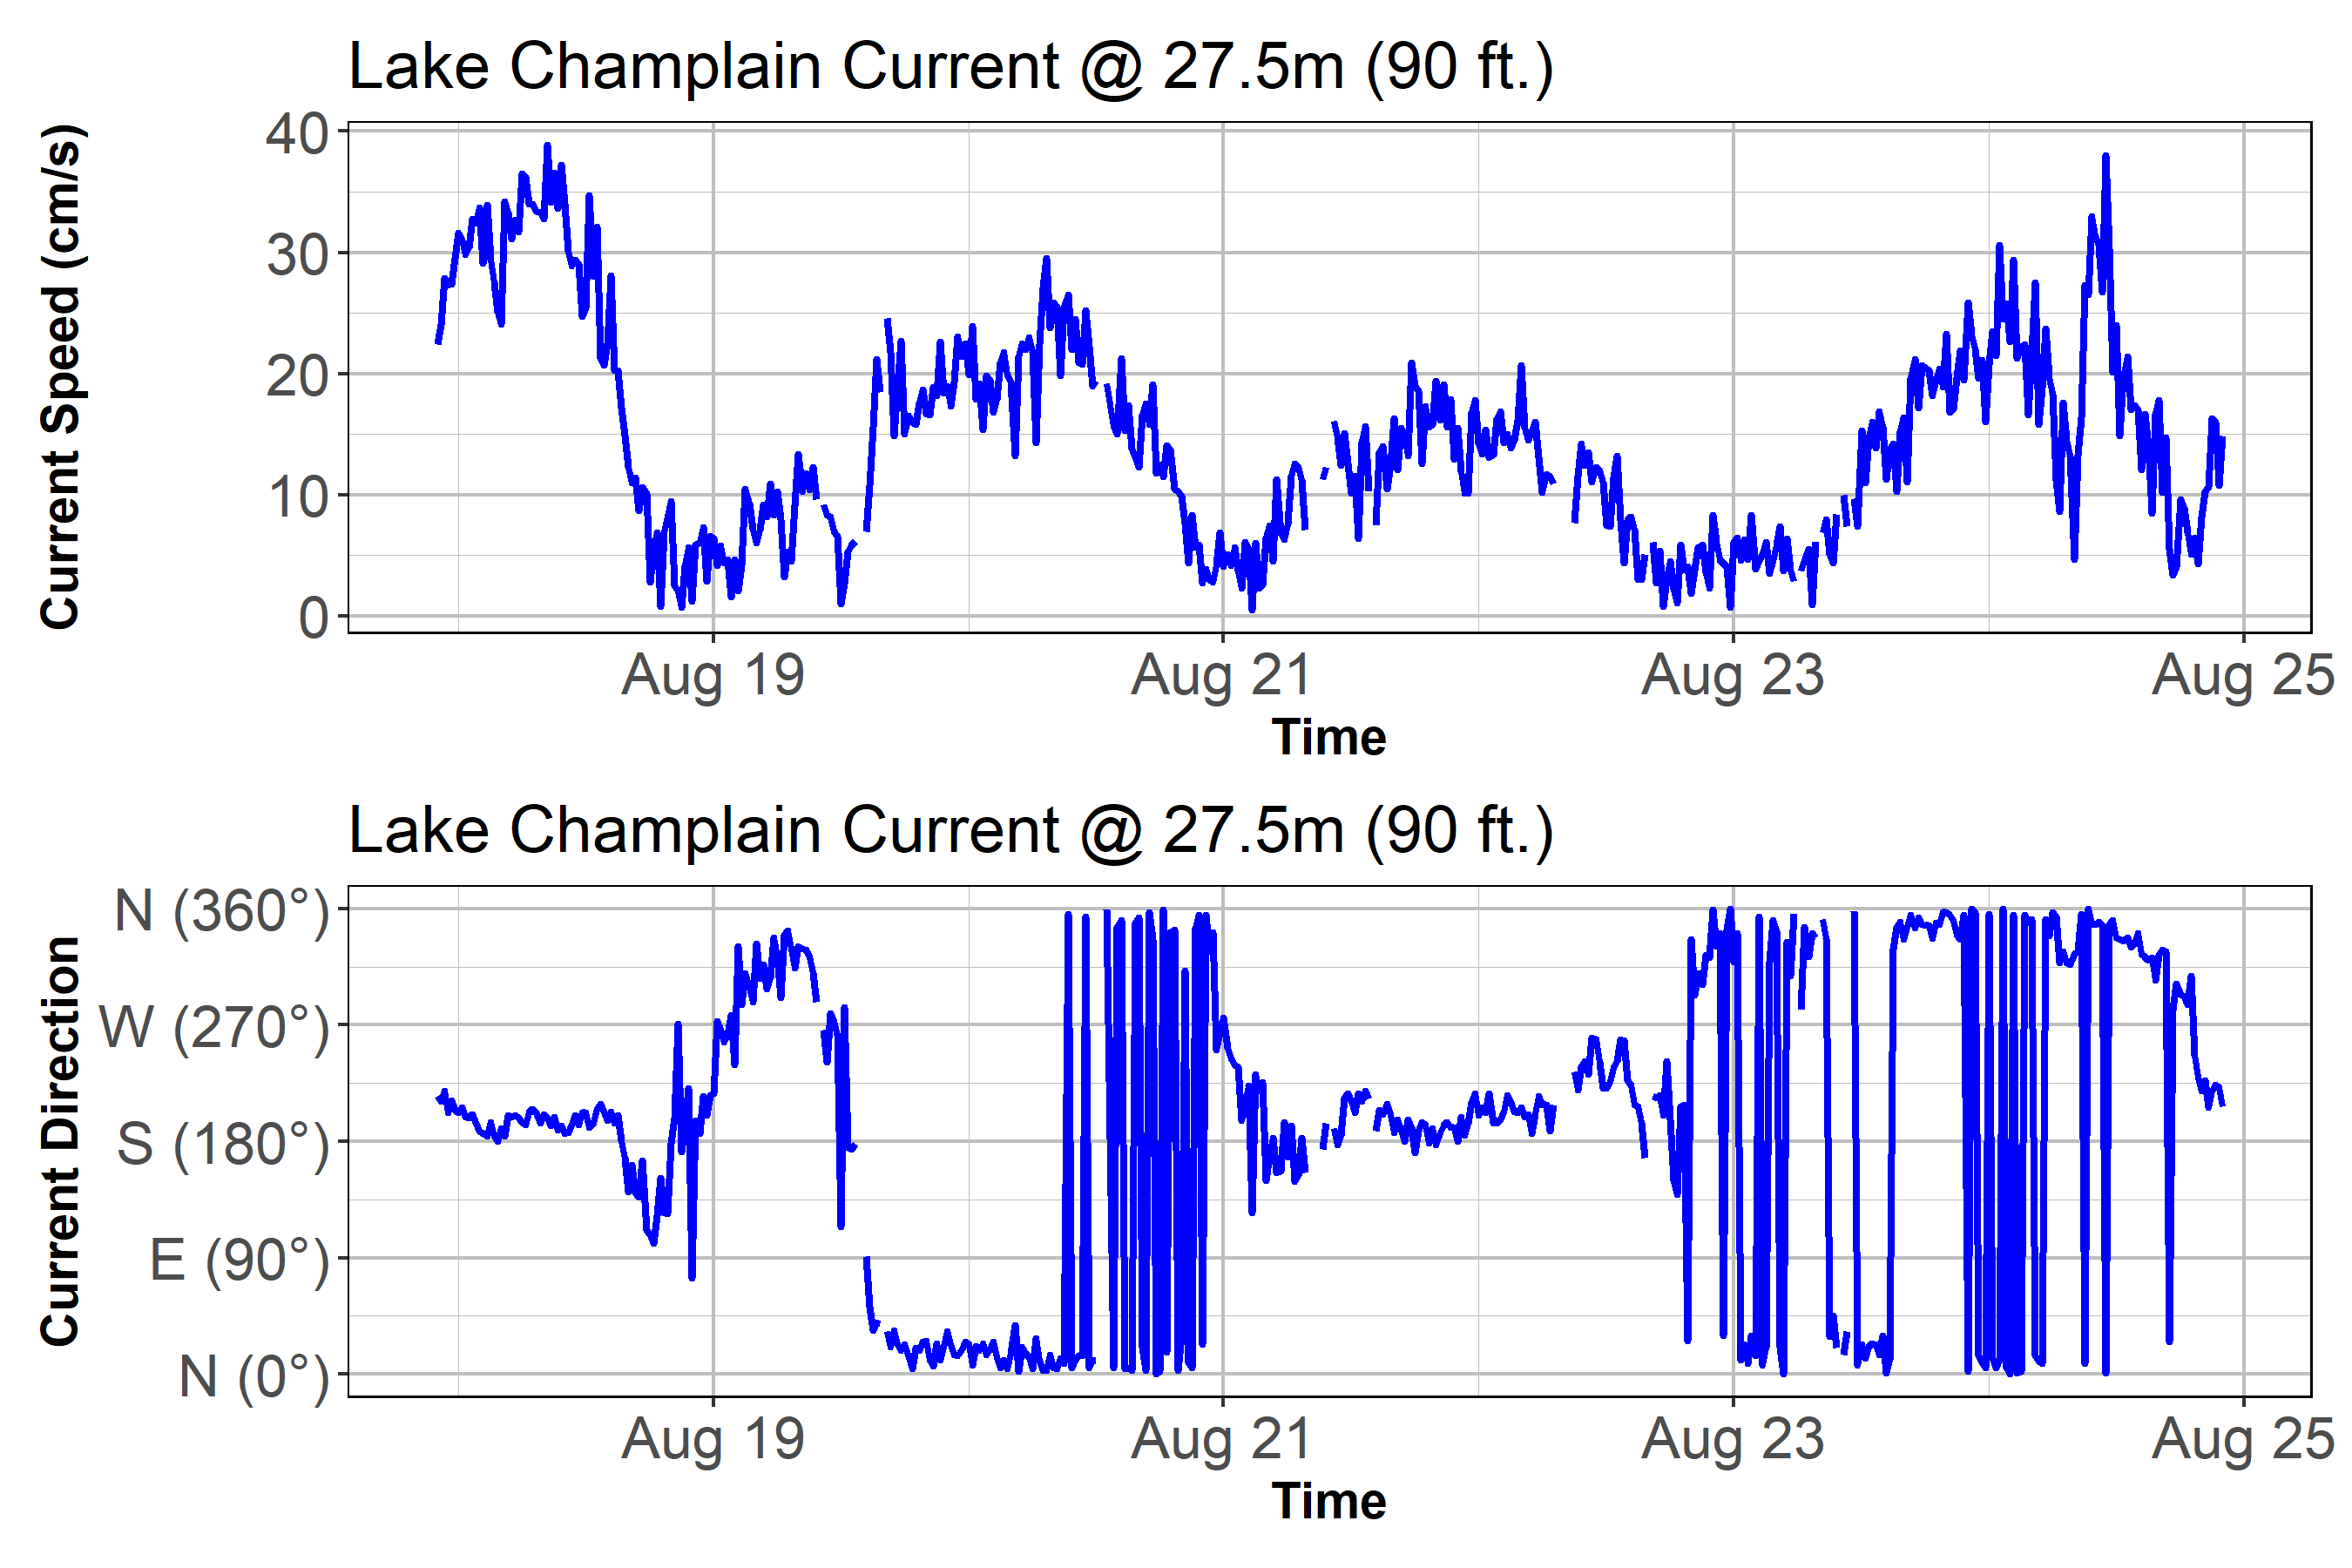 Lake Champlain Current @ 27.5m (90 ft.)
Current Speed (cm/s)
40
30
20
10
0
Aug 19 Aug 21 Aug 23 Aug 25
Time
Lake Champlain Current @ 27.5m (90 ft.)
Current Direction
N (360°)
W (270°)
S (180°)
E (90°)
N (0°)
Aug 19 Aug 21 Aug 23 Aug 25
Time